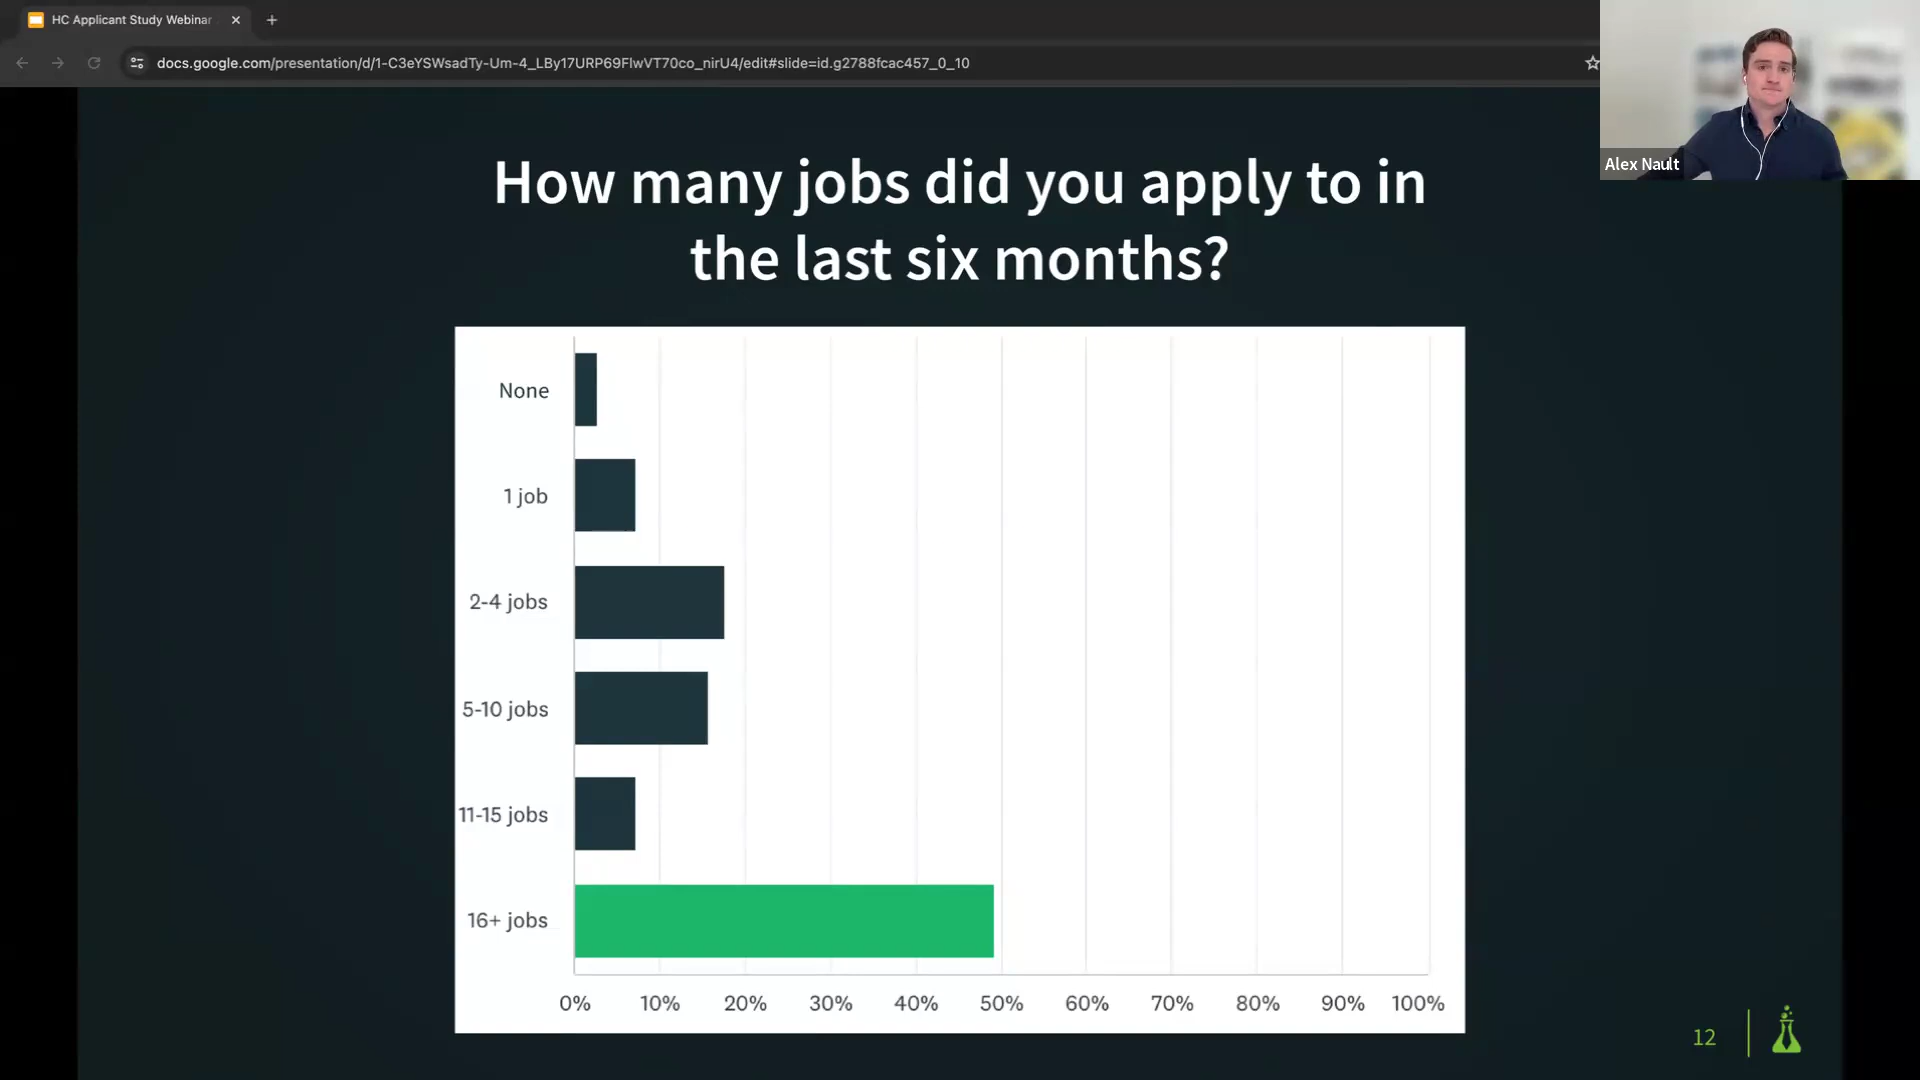 HC Applicant Study Webinar
docs.google.com/presentation/d/1-C3eYSWsadTy-Um-4_LBy17URP69FlwVT70co_nirU4/edit#slide=id.g2788fcac457_0_10
Alex Nault
How many jobs did you apply to in
the last six months?
None
1 job
2-4 jobs
5-10 jobs
11-15 jobs
16+ jobs
0% 10% 20% 30% 40% 50% 60% 70% 80% 90% 100%
12